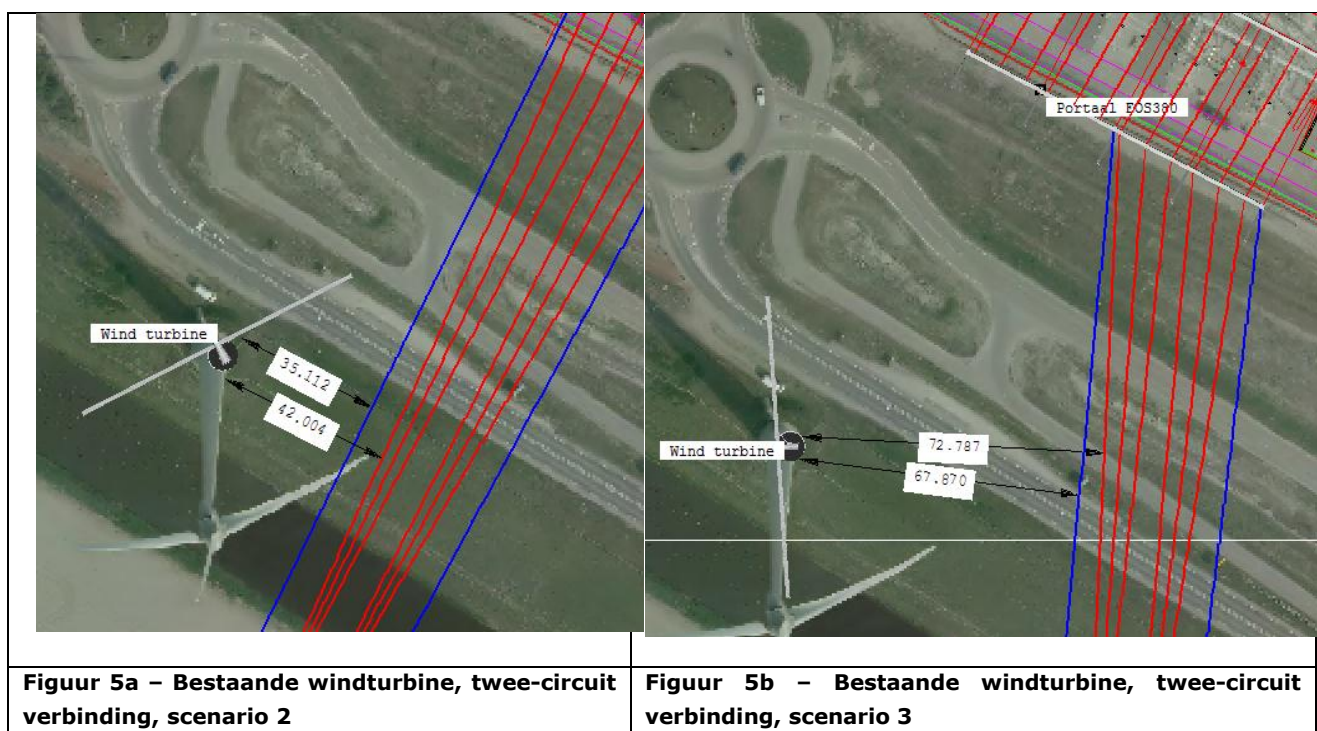 Wind turbine
35.112
42.004
Portaal EOS380
Wind turbine
72.787
67.870
Figuur 5a – Bestaande windturbine, twee-circuit
verbinding, scenario 2
Figuur 5b – Bestaande windturbine, twee-circuit
verbinding, scenario 3